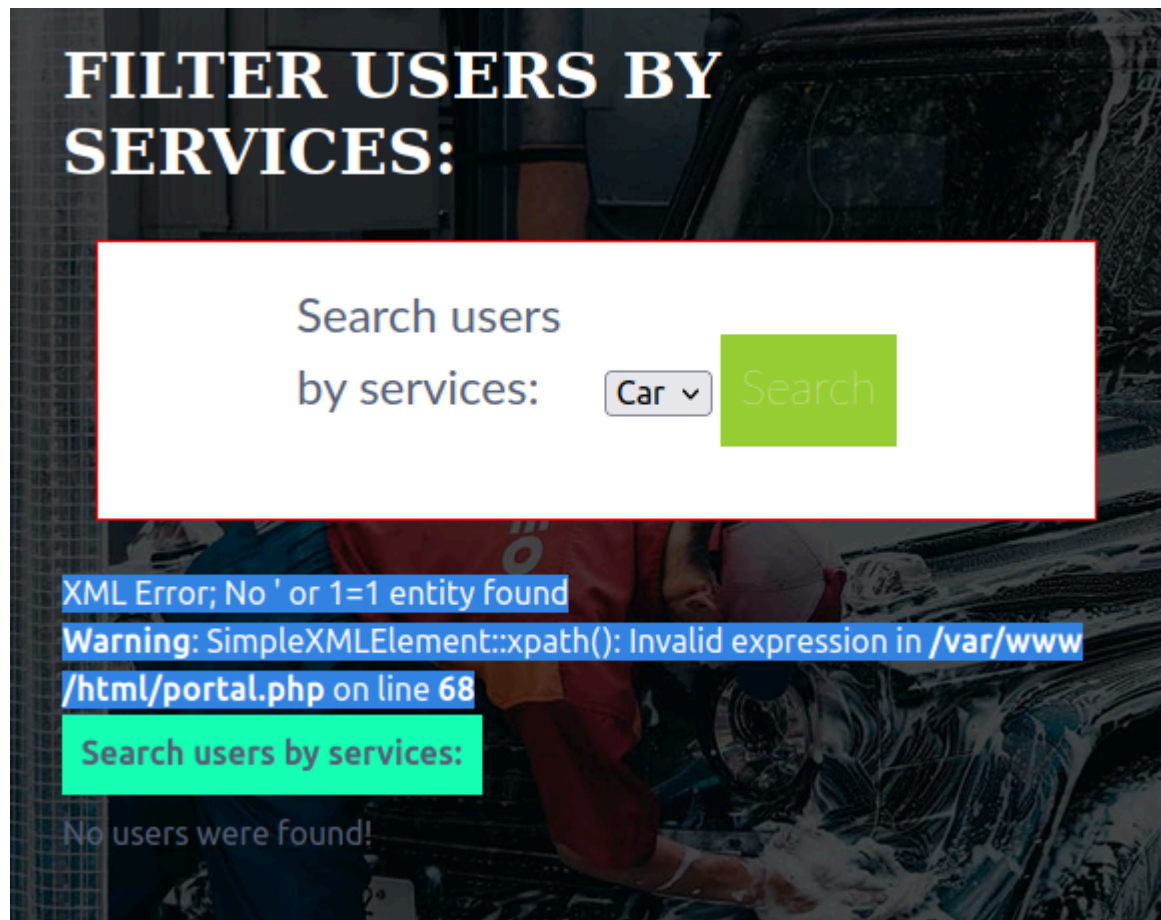 FILTER USERS BY
SERVICES:
Search users
by services:
Car
Search
XML Error; No ' or 1=1 entity found
Warning: SimpleXMLElement::xpath(): Invalid expression in /var/www
/html/portal.php on line 68
Search users by services:
No users were found!